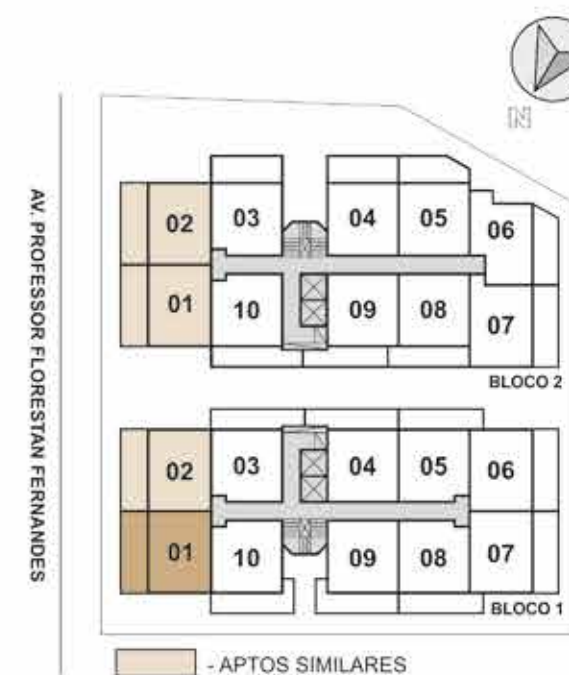 N
AV. PROFESSOR FLORESTAN FERNANDES
02 03 04 05 06
01 10 09 08 07
BLOCO 2
02 03 04 05 06
01 10 09 08 07
BLOCO 1
- APTOS SIMILARES